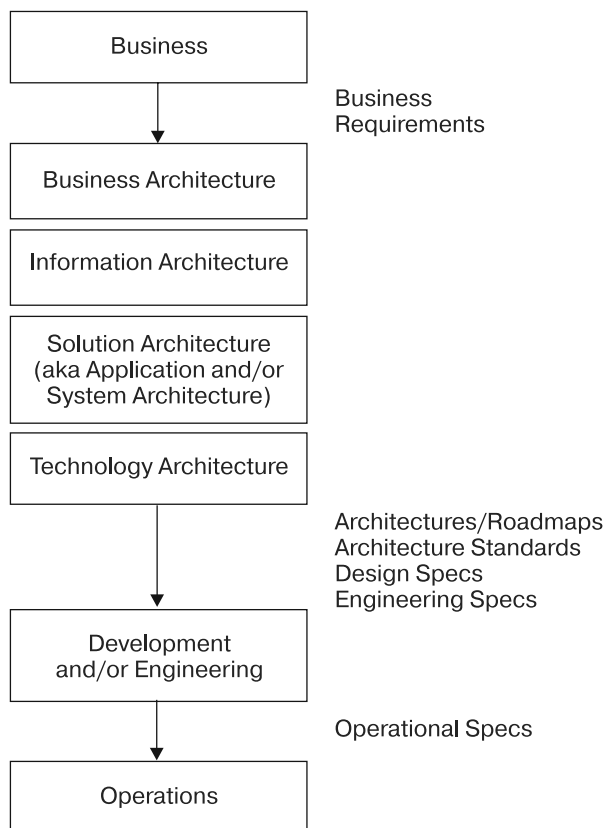 Business
Business
Requirements
Business Architecture
Information Architecture
Solution Architecture
(aka Application and/or
System Architecture)
Technology Architecture
Architectures/Roadmaps
Architecture Standards
Design Specs
Engineering Specs
Development
and/or Engineering
Operational Specs
Operations